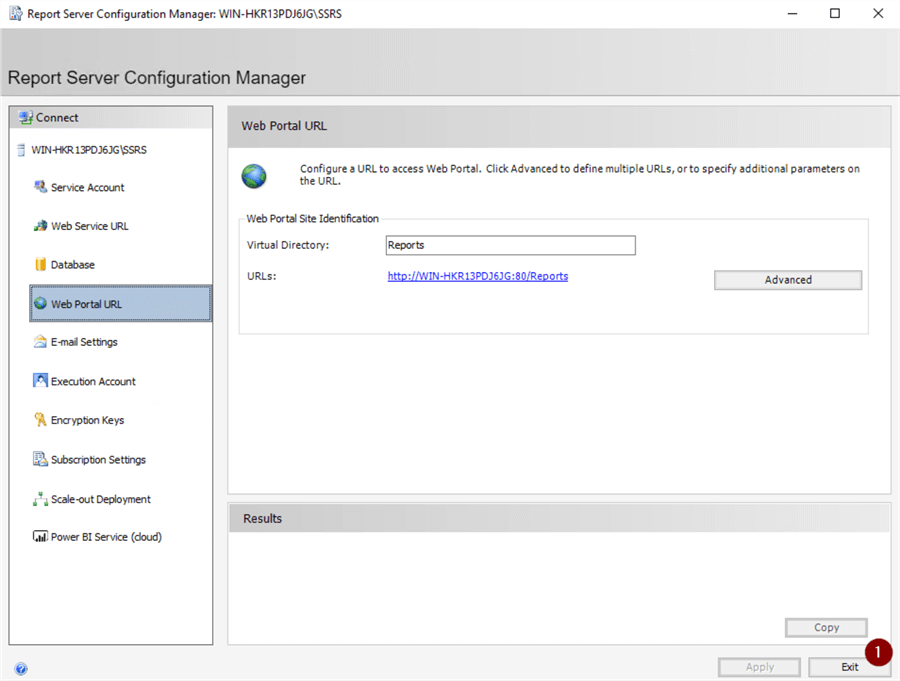 Report Server Configuration Manager: WIN-HKR13PDJ6JG\SSRS
Report Server Configuration Manager
Connect
WIN-HKR13PDJ6JG\SSRS
Service Account
Web Service URL
Database
Web Portal URL
E-mail Settings
Execution Account
Encryption Keys
Subscription Settings
Scale-out Deployment
Power BI Service (cloud)
Web Portal URL
Configure a URL to access Web Portal. Click Advanced to define multiple URLs, or to specify additional parameters on
the URL.
Web Portal Site Identification
Virtual Directory: Reports
URLs: http://WIN-HKR13PDJ6JG:80/Reports
Advanced
Results
Copy
1
Apply Exit